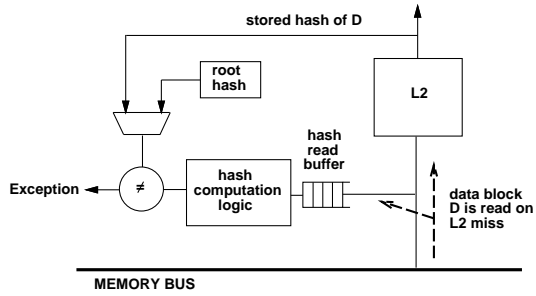 stored hash of D
root
hash
L2
hash
read
buffer
Exception
≠
hash
computation
logic
data block
D is read on
L2 miss
MEMORY BUS